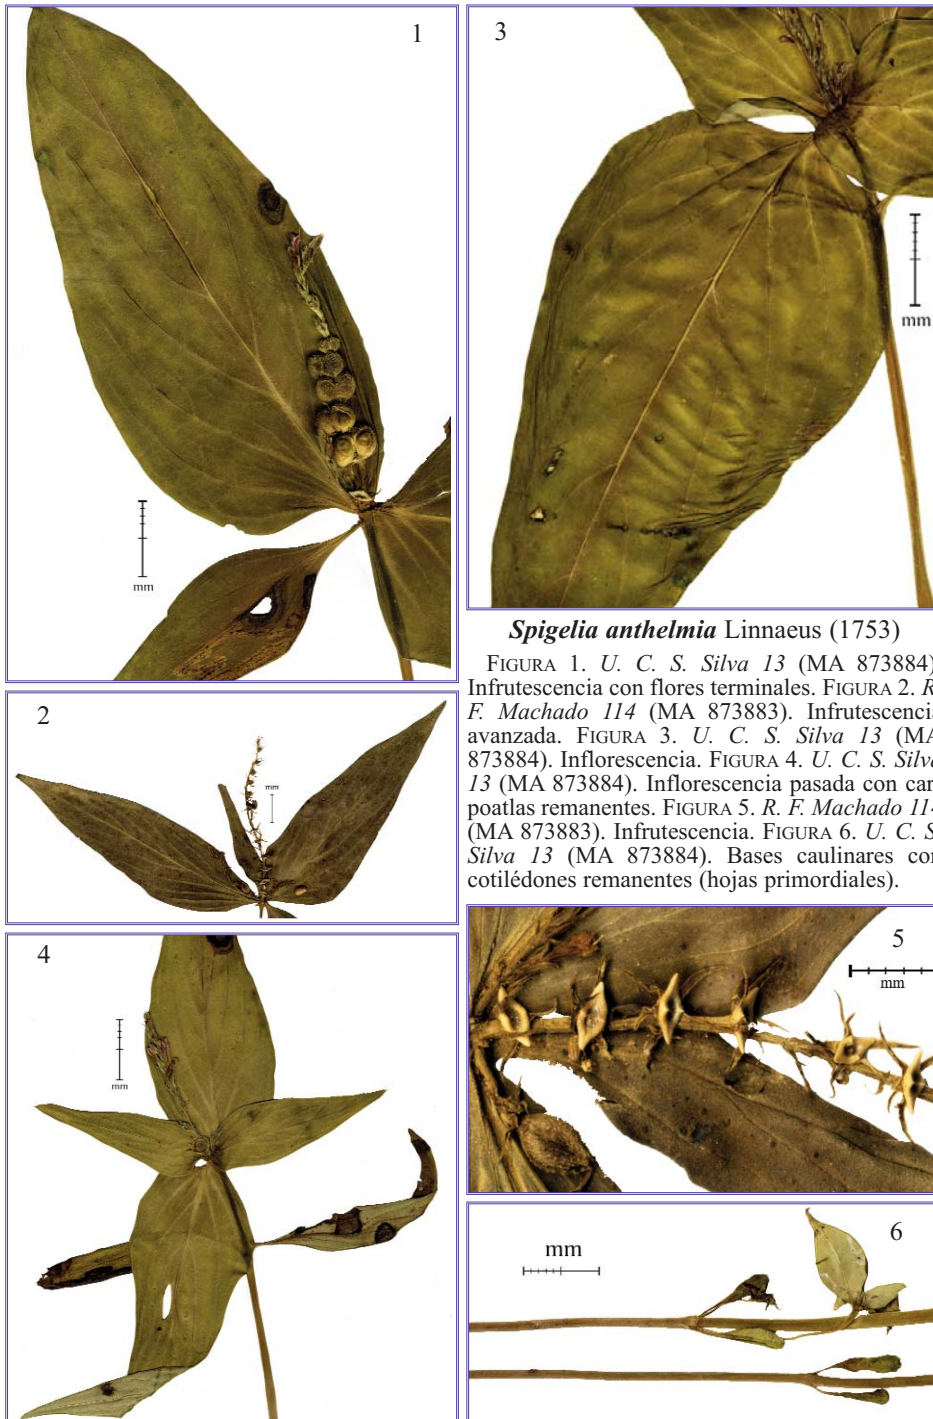 1
mm
3
mm
Spigelia anthelmia Linnaeus (1753)
FIGURA 1. U. C. S. Silva 13 (MA 873884)
Infrutescencia con flores terminales. FIGURA 2. R
F. Machado 114 (MA 873883). Infrutescencia
avanzada. FIGURA 3. U. C. S. Silva 13 (MA
873884). Inflorescencia. FIGURA 4. U. C. S. Silva
13 (MA 873884). Inflorescencia pasada con car
poatlas remanentes. FIGURA 5. R. F. Machado 114
(MA 873883). Infrutescencia. FIGURA 6. U. C. S
Silva 13 (MA 873884). Bases caulinares con
cotilédones remanentes (hojas primordiales).
2
mm
4
mm
5
mm
6
mm